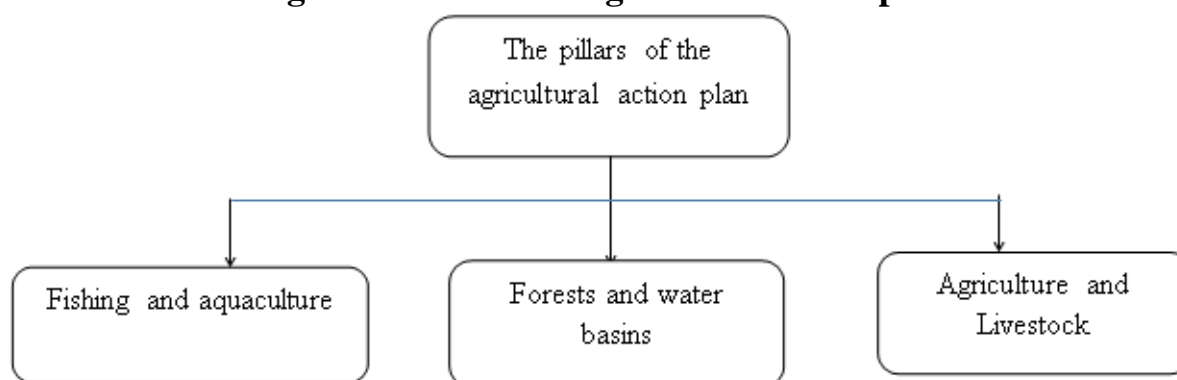 The pillars of the
agricultural action plan
Fishing and aquaculture
Forests and water
basins
Agriculture and
Livestock